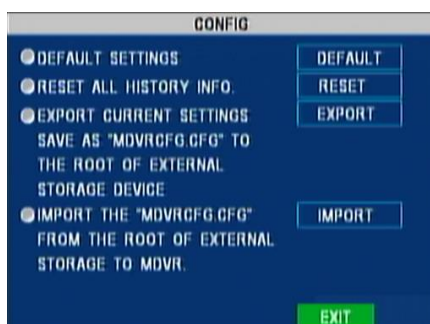 CONFIG
DEFAULT SETTINGS DEFAULT
RESET ALL HISTORY INFO. RESET
EXPORT CURRENT SETTINGS EXPORT
SAVE AS "MDVRCFG.CFG" TO
THE ROOT OF EXTERNAL
STORAGE DEVICE
IMPORT THE "MDVRCFG.CFG" IMPORT
FROM THE ROOT OF EXTERNAL
STORAGE TO MDVR.
EXIT